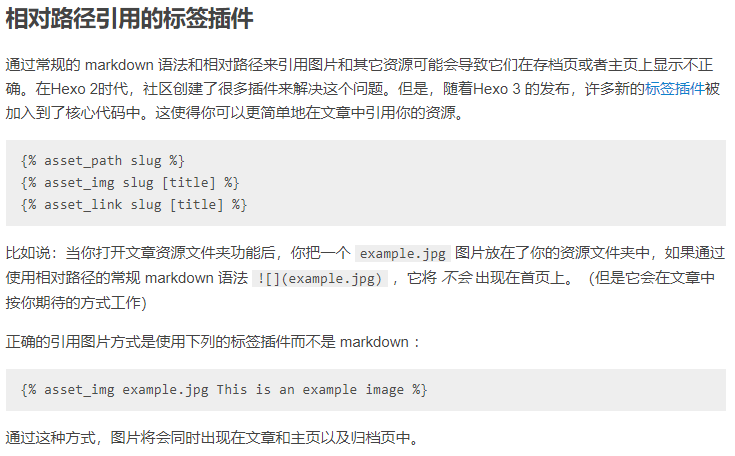 相对路径引用的标签插件
通过常规的 markdown 语法和相对路径来引用图片和其它资源可能会导致它们在存档页或者主页上显示不正
确。在Hexo 2时代，社区创建了很多插件来解决这个问题。但是，随着Hexo 3 的发布，许多新的标签插件被
加入到了核心代码中。这使得你可以更简单地在文章中引用你的资源。
{% asset_path slug %}
{% asset_img slug [title] %}
{% asset_link slug [title] %}
比如说：当你打开文章资源文件夹功能后，你把一个 example.jpg 图片放在了你的资源文件夹中，如果通过
使用相对路径的常规 markdown 语法 ![](example.jpg) ，它将 不会 出现在首页上。（但是它会在文章中
按你期待的方式工作）
正确的引用图片方式是使用下列的标签插件而不是 markdown ：
{% asset_img example.jpg This is an example image %}
通过这种方式，图片将会同时出现在文章和主页以及归档页中。